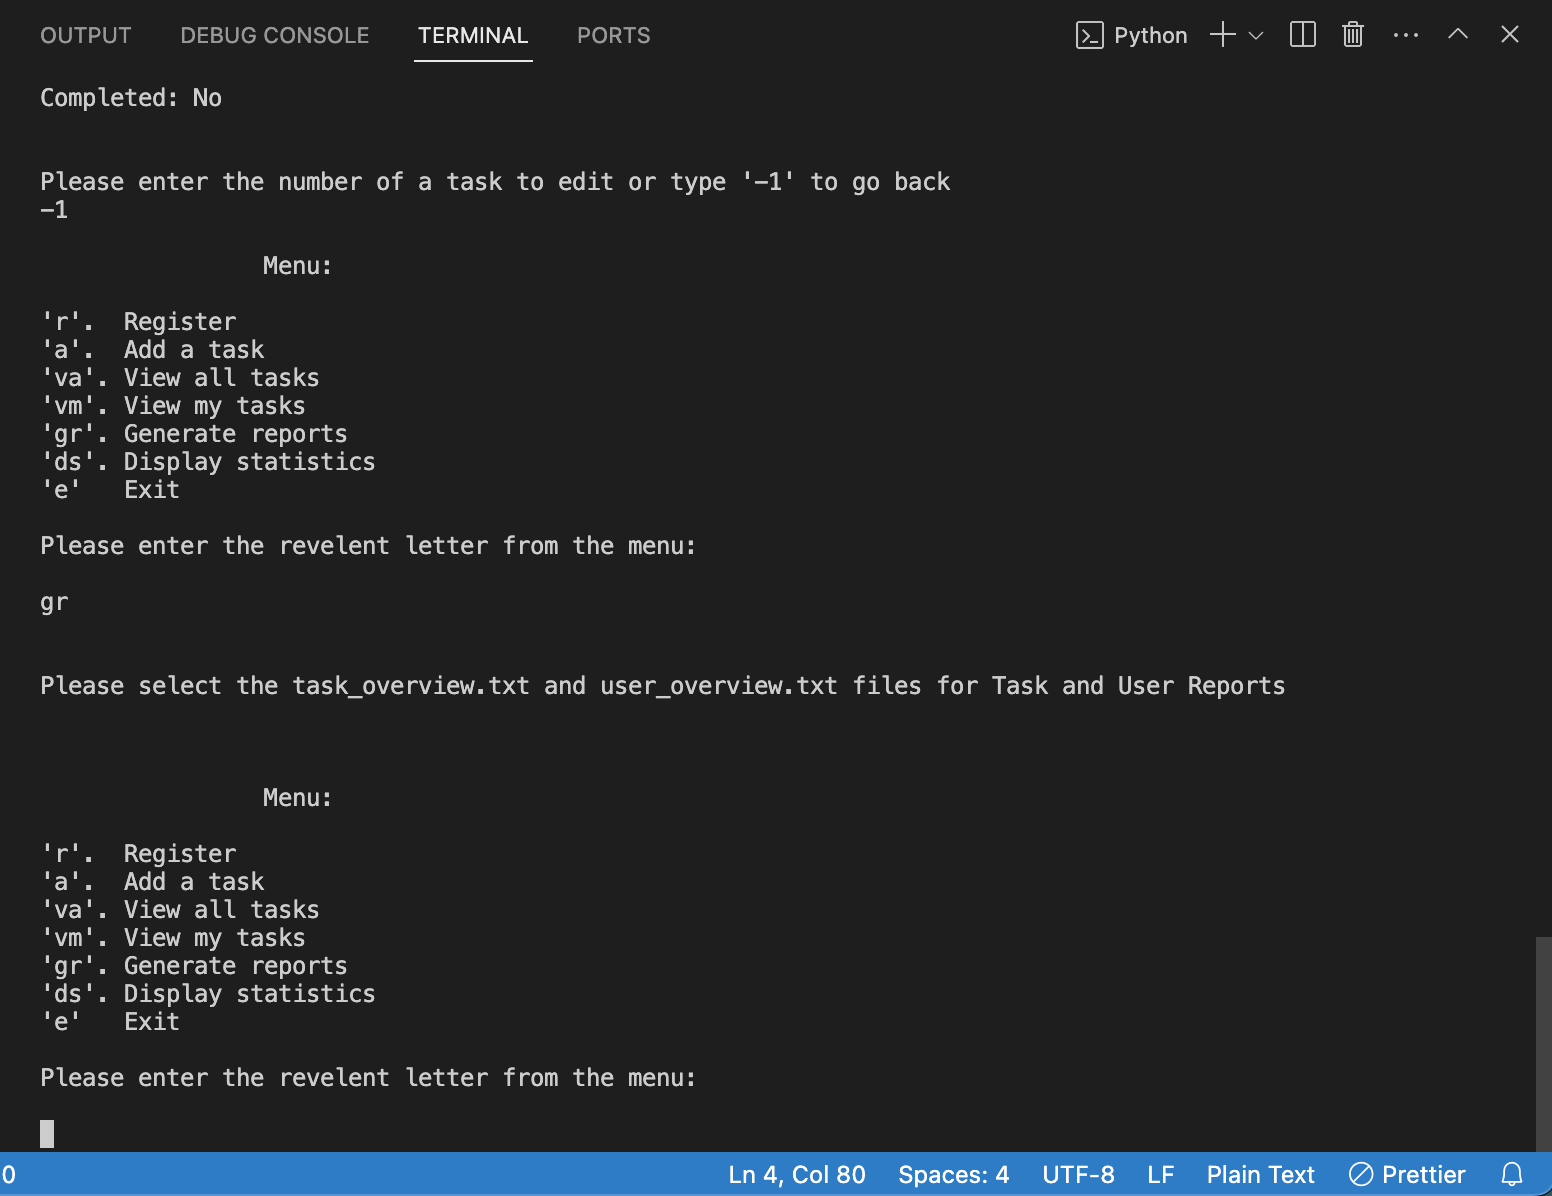 OUTPUT DEBUG CONSOLE TERMINAL PORTS Python
Completed: No
Please enter the number of a task to edit or type '-1' to go back
-1
Menu:
'r'. Register
'a'. Add a task
'va'. View all tasks
'vm'. View my tasks
'gr'. Generate reports
'ds'. Display statistics
'e' Exit
Please enter the revelent letter from the menu:
gr
Please select the task_overview.txt and user_overview.txt files for Task and User Reports
Menu:
'r'. Register
'a'. Add a task
'va'. View all tasks
'vm'. View my tasks
'gr'. Generate reports
'ds'. Display statistics
'e' Exit
Please enter the revelent letter from the menu:
0 Ln 4, Col 80 Spaces: 4 UTF-8 LF Plain Text Prettier